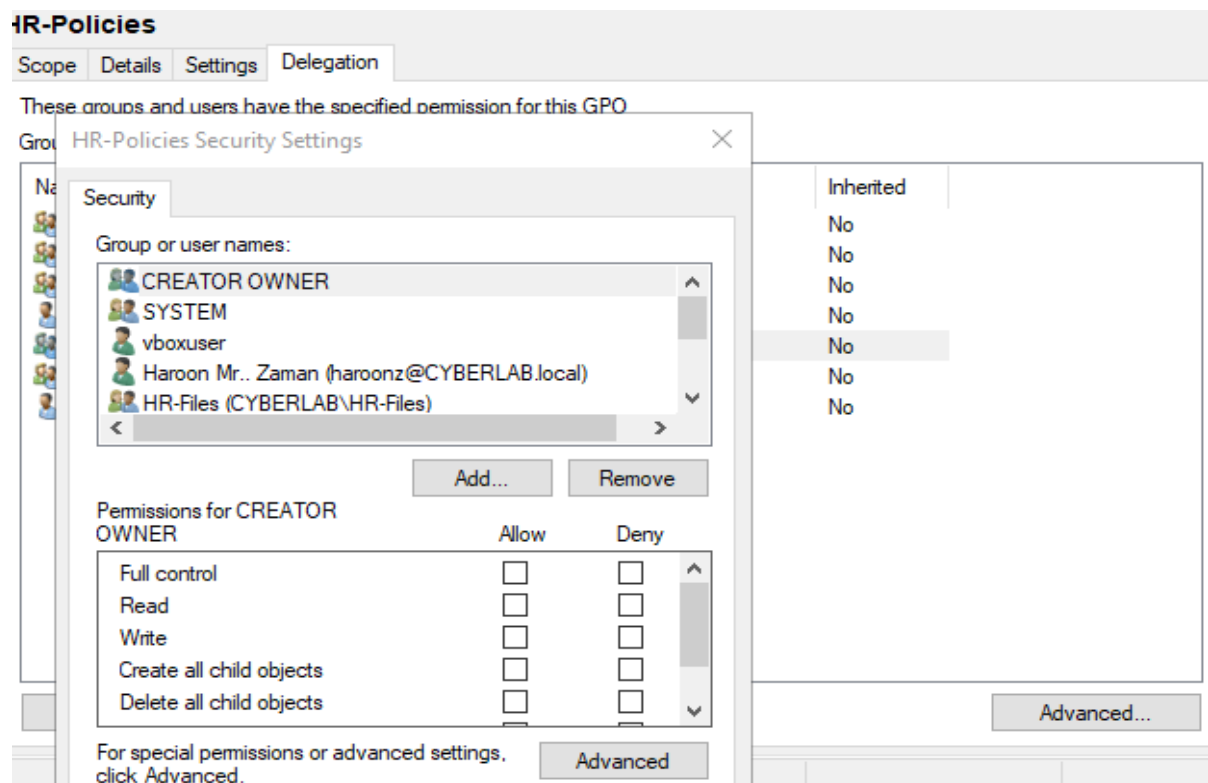 HR-Policies
Scope Details Settings Delegation
These groups and users have the specified permission for this GPO
HR-Policies Security Settings
Inherited
Security
No
Group or user names:
No
CREATOR OWNER
No
SYSTEM
No
vboxuser
No
Haroon Mr.. Zaman (haroonz@CYBERLAB.local)
No
HR-Files (CYBERLAB\HR-Files)
No
Add... Remove
Permissions for CREATOR
OWNER Allow Deny
Full control
Read
Write
Create all child objects
Delete all child objects
Advanced...
For special permissions or advanced settings,
click Advanced.
Advanced